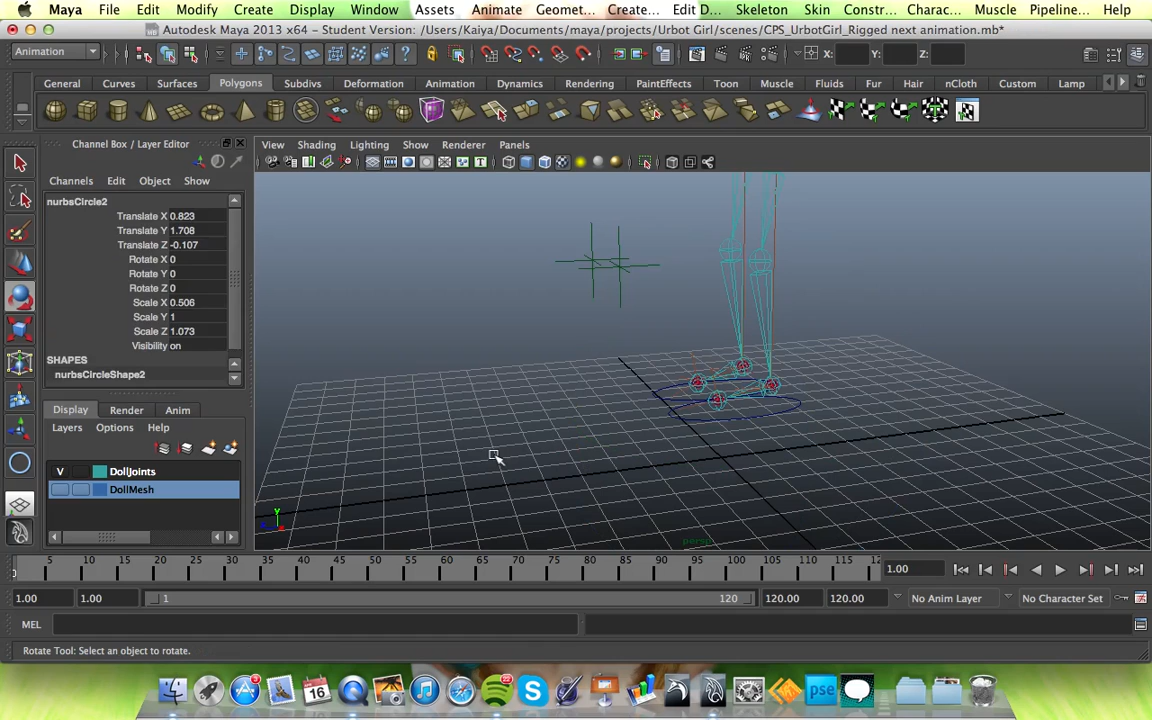 Maya File Edit Modify Create Display Window Assets Animate Geomet... Create... Edit D... Skeleton Skin Constr... Charac... Muscle Pipeline... Help
Autodesk Maya 2013 x64 - Student Version: /Users/Kaiya/Documents/maya/projects/Urbot Girl/scenes/CPS_UrbotGirl_Rigged next animation.mb*
Animation X: Y: Z:
General Curves Surfaces Polygons Subdivs Deformation Animation Dynamics Rendering PaintEffects Toon Muscle Fluids Fur Hair nCloth Custom Lamp
Channel Box / Layer Editor
View Shading Lighting Show Renderer Panels
Channels Edit Object Show
nurbsCircle2
Translate X 0.823
Translate Y 1.708
Translate Z -0.107
Rotate X 0
Rotate Y 0
Rotate Z 0
Scale X 0.506
Scale Y 1
Scale Z 1.073
Visibility on
SHAPES
nurbsCircleShape2
Display Render Anim
Layers Options Help
V DollJoints
DollMesh
Y
persp
5 10 15 20 25 30 35 40 45 50 55 60 65 70 75 80 85 90 95 100 105 110 115 12
1.00
1.00 1.00 1 120 120.00 120.00 No Anim Layer No Character Set
MEL
Rotate Tool: Select an object to rotate.
16 pse